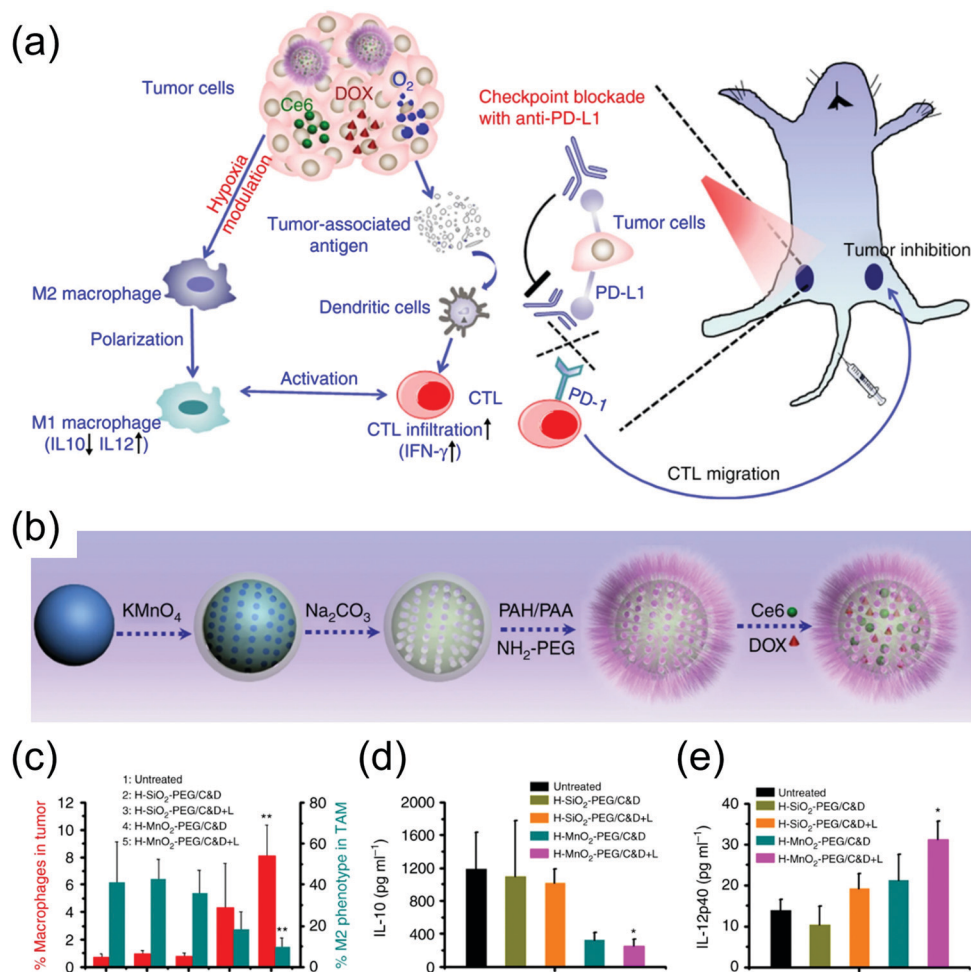 (a)
Tumor cells
Ce6
DOX
O2
Hypoxia
modulation
Tumor-associated
antigen
M2 macrophage
Dendritic cells
Polarization
Activation
M1 macrophage
(IL10↓ IL12↑)
CTL
CTL infiltration↑
(IFN-γ↑)
Checkpoint blockade
with anti-PD-L1
Tumor cells
PD-L1
PD-1
Tumor inhibition
CTL migration
(b)
KMnO4
Na2CO3
PAH/PAA
NH2-PEG
Ce6
DOX
(c)
1: Untreated
2: H-SiO2-PEG/C&D
3: H-SiO2-PEG/C&D+L
4: H-MnO2-PEG/C&D
5: H-MnO2-PEG/C&D+L
% Macrophages in tumor
12
10
8
6
4
2
0
**
**
80
60
40
20
0
% M2 phenotype in TAM
(d)
Untreated
H-SiO2-PEG/C&D
H-SiO2-PEG/C&D+L
H-MnO2-PEG/C&D
H-MnO2-PEG/C&D+L
IL-10 (pg ml−1)
2000
1600
1200
800
400
0
*
(e)
Untreated
H-SiO2-PEG/C&D
H-SiO2-PEG/C&D+L
H-MnO2-PEG/C&D
H-MnO2-PEG/C&D+L
IL-12p40 (pg ml−1)
40
30
20
10
0
*